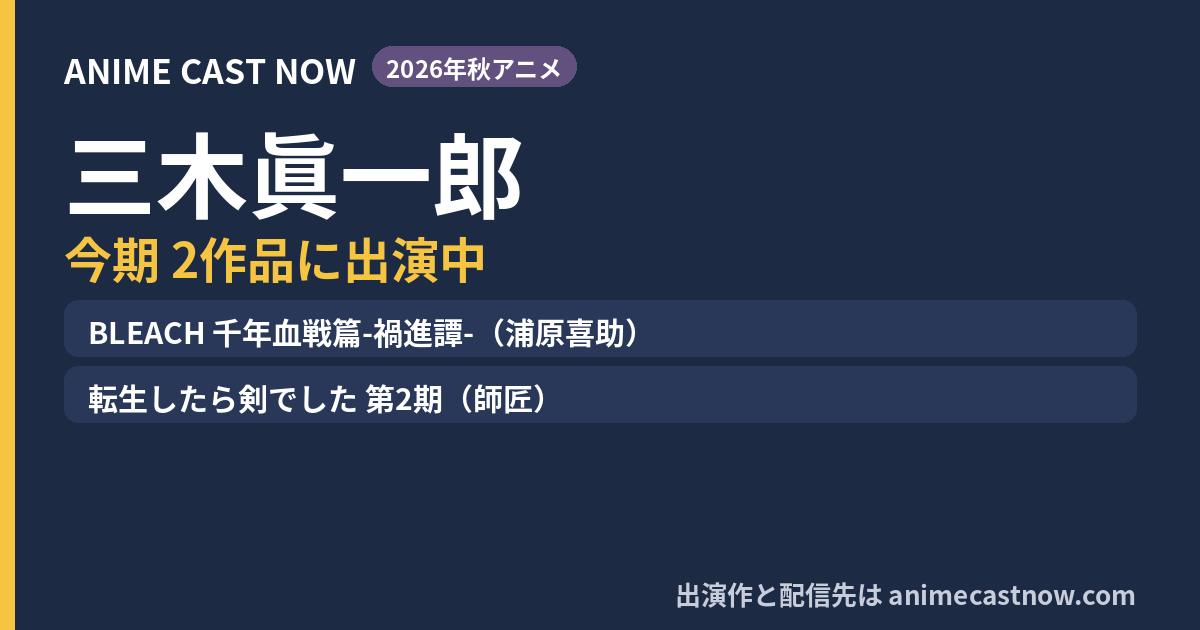 ANIME CAST NOW 2026年秋アニメ
三木眞一郎
今期 2作品に出演中
BLEACH 千年血戦篇-禍進譚-（浦原喜助）
転生したら剣でした 第2期（師匠）
出演作と配信先は animecastnow.com